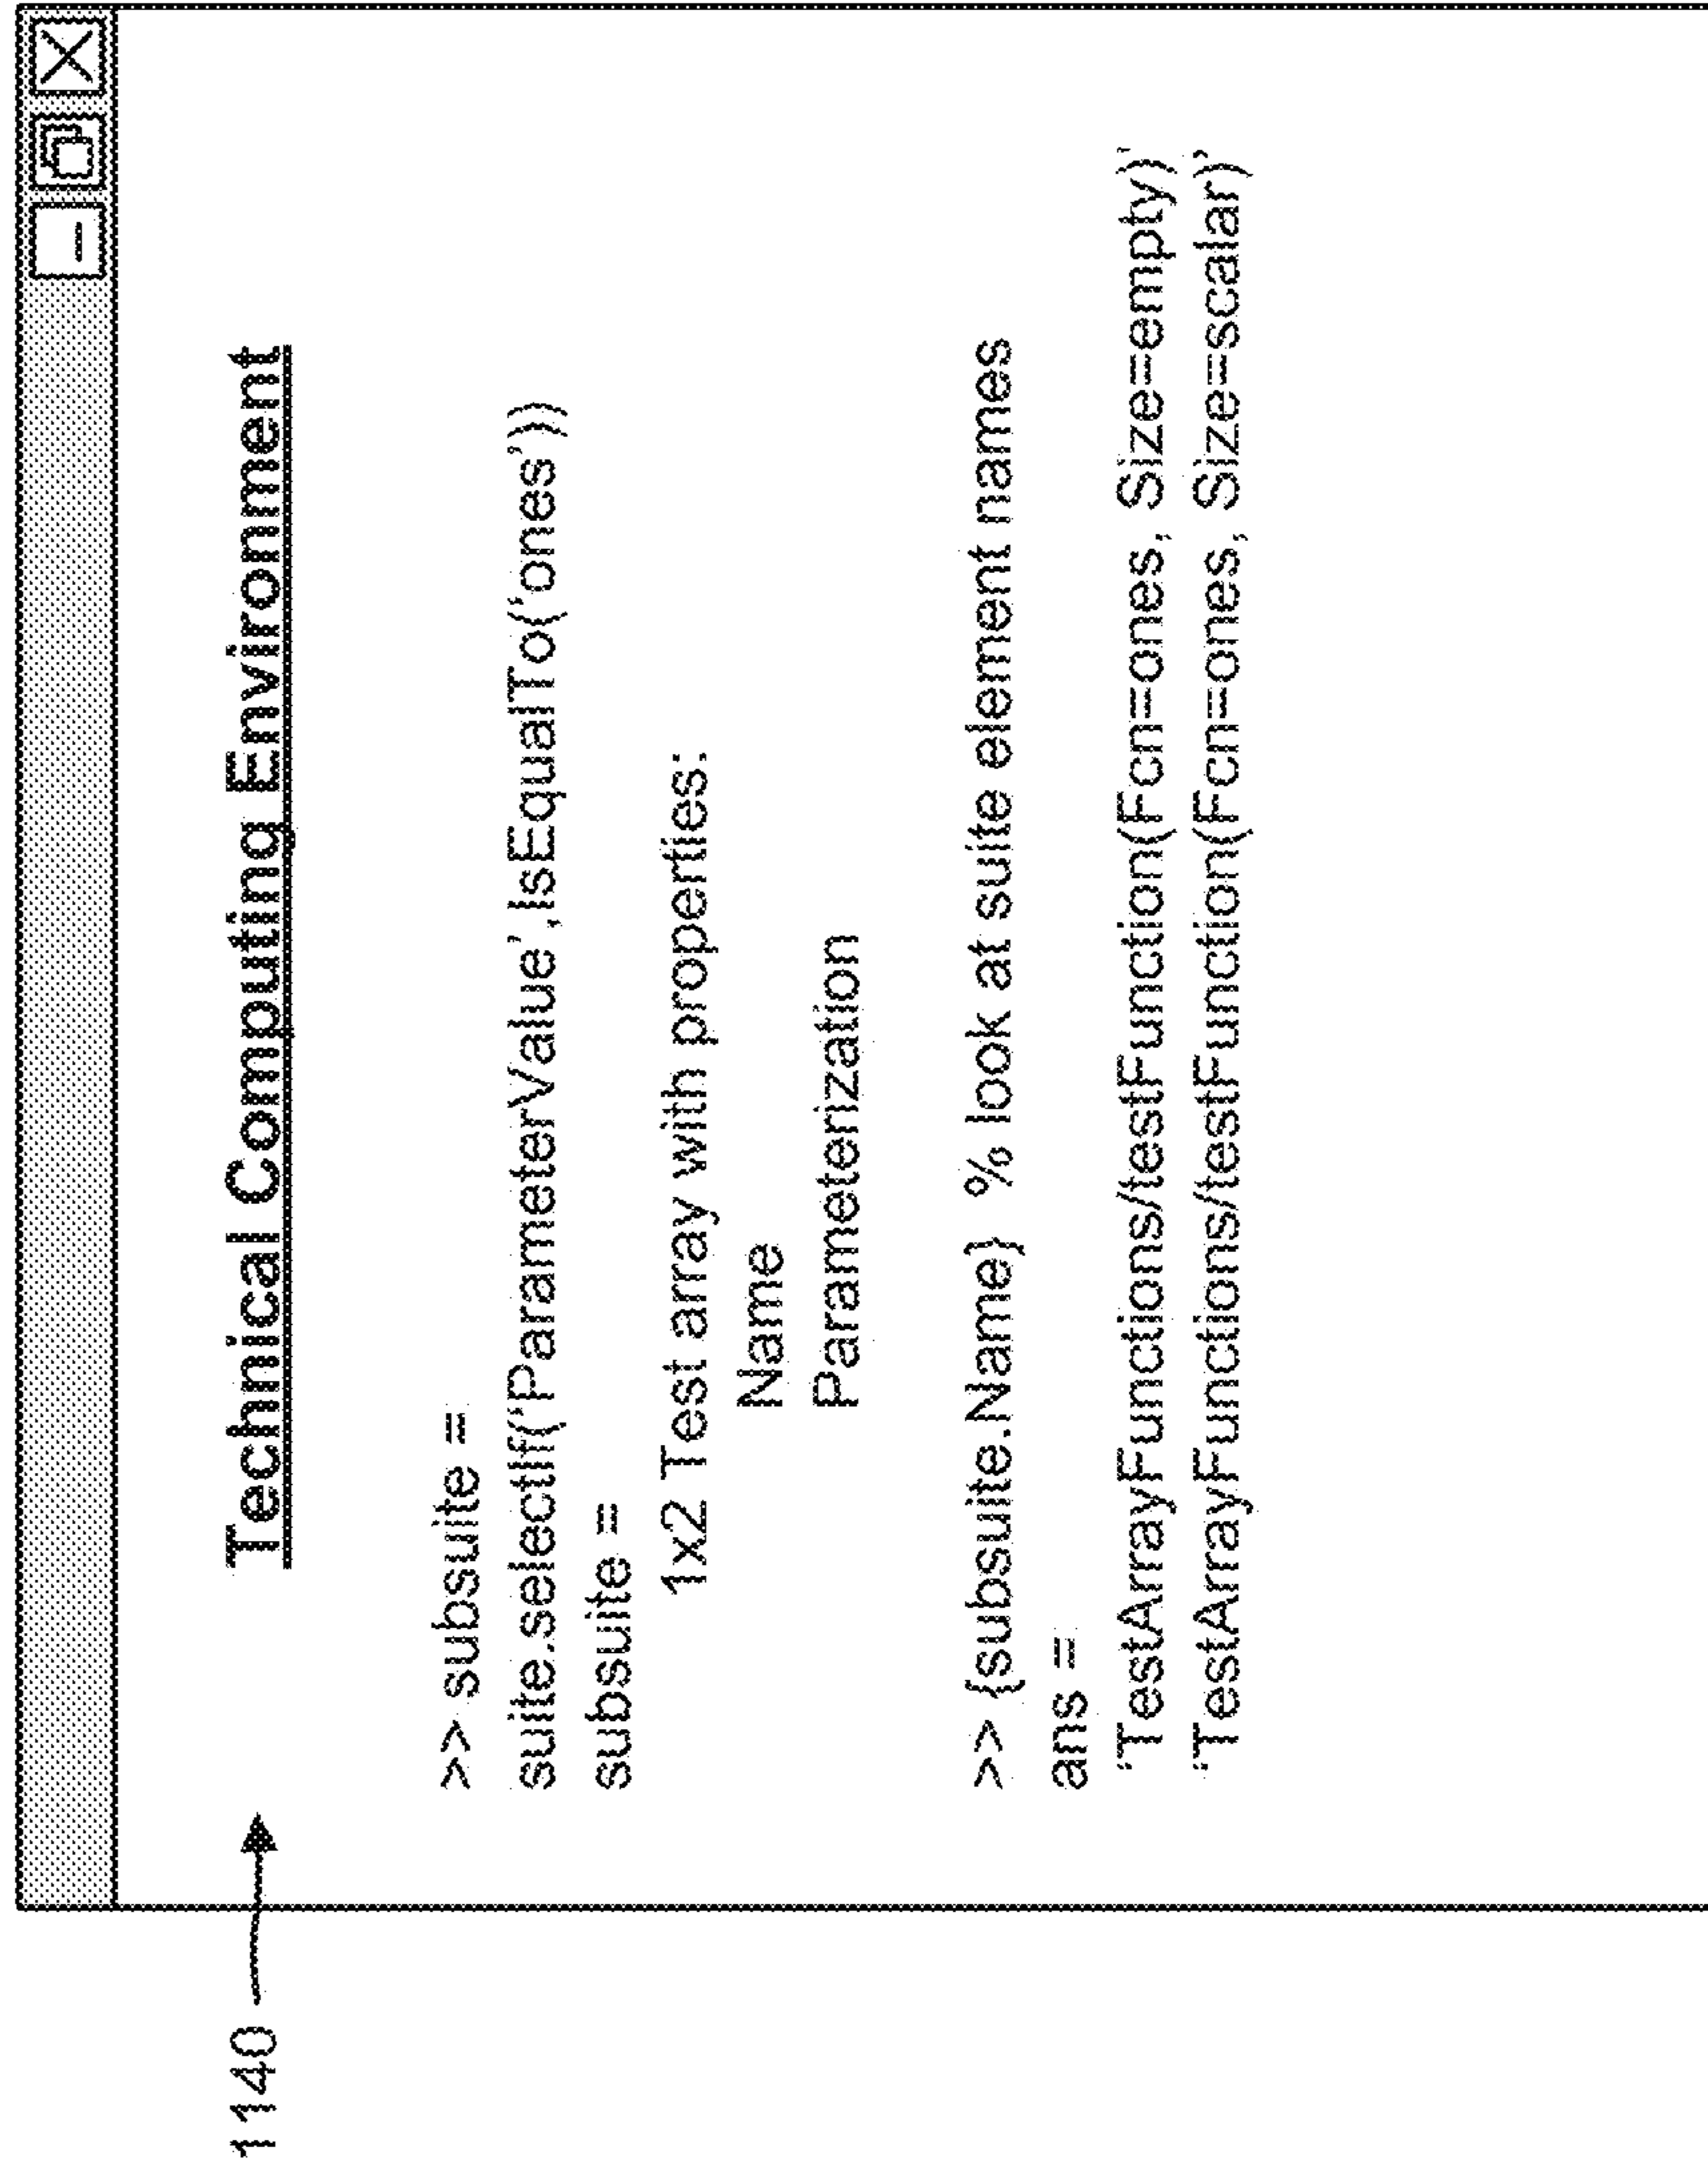 1140
Technical Computing Environment
>> subsuite =
suite.selectIf('ParameterValue',IsEqualTo('ones'))
subsuite =
1x2 Test array with properties:
Name
Parameterization
>> {subsuite.Name} % look at suite element names
ans =
'TestArrayFunctions/testFunction(Fcn=ones, Size=empty)'
'TestArrayFunctions/testFunction(Fcn=ones, Size=scalar)'